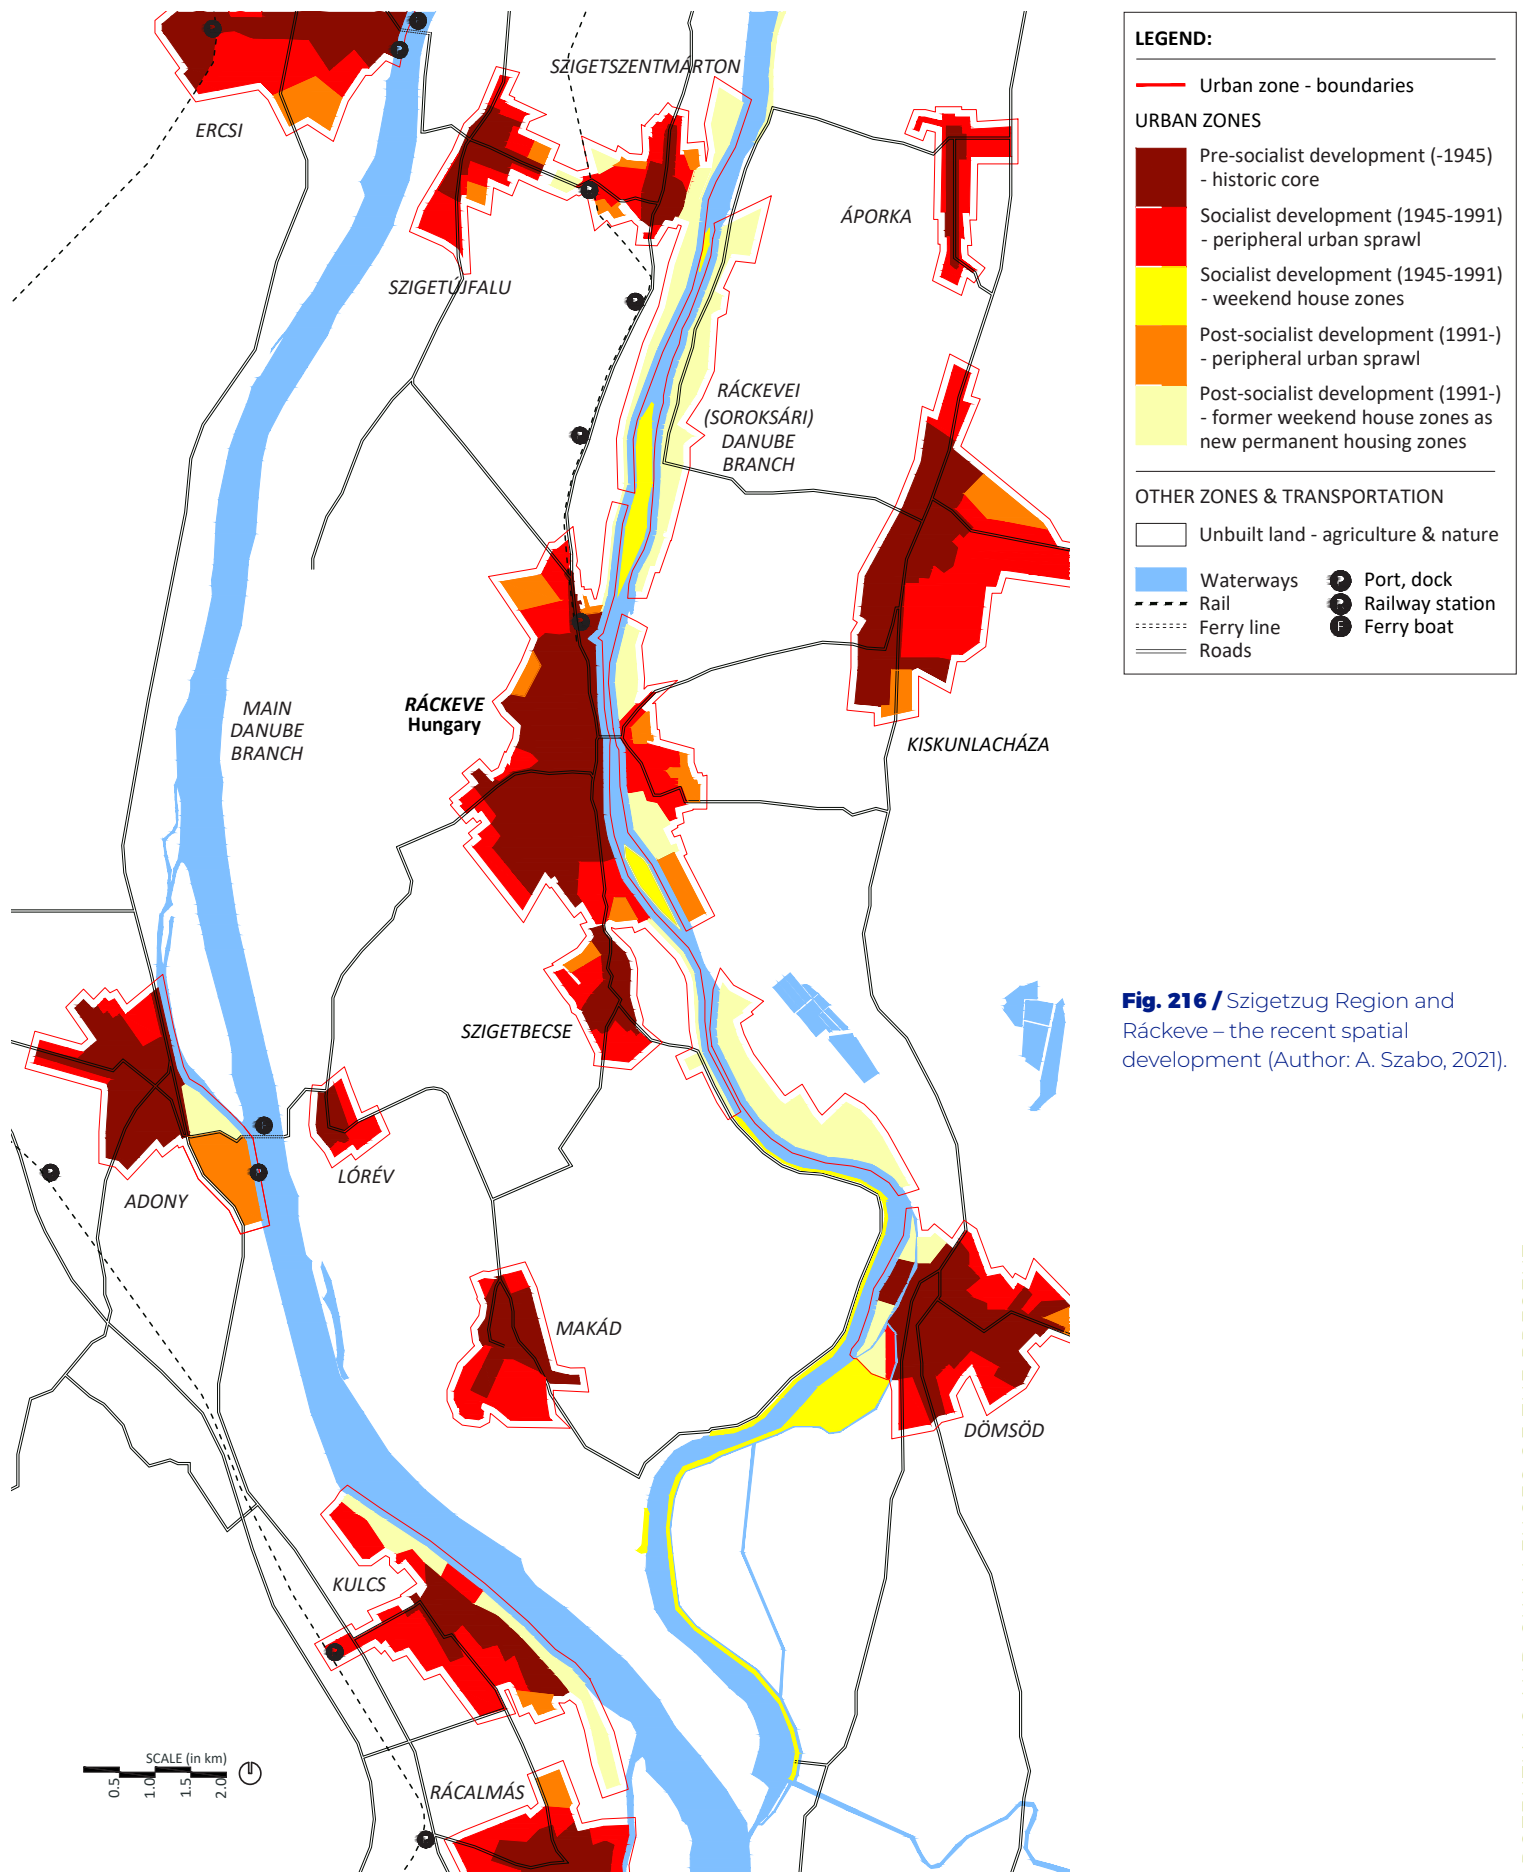 SZIGETSZENTMÁRTON
ERCSI
ÁPORKA
SZIGETÚJFALU
RÁCKEVEI
(SOROKSÁRI)
DANUBE
BRANCH
RÁCKEVE
Hungary
MAIN
DANUBE
BRANCH
KISKUNLACHÁZA
SZIGETBECSE
LÓRÉV
ADONY
MAKÁD
DÖMSÖD
KULCS
RÁCALMÁS
SCALE (in km)
0.5 1.0 1.5 2.0
LEGEND:
Urban zone - boundaries
URBAN ZONES
Pre-socialist development (-1945)
- historic core
Socialist development (1945-1991)
- peripheral urban sprawl
Socialist development (1945-1991)
- weekend house zones
Post-socialist development (1991-)
- peripheral urban sprawl
Post-socialist development (1991-)
- former weekend house zones as
new permanent housing zones
OTHER ZONES & TRANSPORTATION
Unbuilt land - agriculture & nature
Waterways
Rail
Ferry line
Roads
P Port, dock
R Railway station
F Ferry boat
Fig. 216 / Szigetzug Region and
Ráckeve – the recent spatial
development (Author: A. Szabo, 2021).